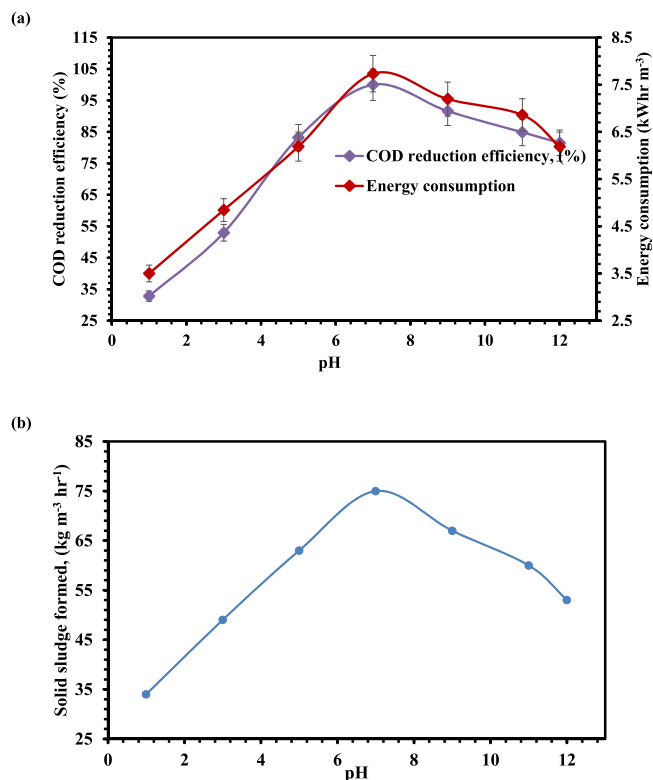 (a)
115
105
95
85
75
65
55
45
35
25
COD reduction efficiency (%)
8.5
7.5
6.5
5.5
4.5
3.5
2.5
Energy consumption (kWhr m⁻³)
COD reduction efficiency, (%)
Energy consumption
0 2 4 6 8 10 12
pH
(b)
85
75
65
55
45
35
25
Solid sludge formed, (kg m⁻³ hr⁻¹)
0 2 4 6 8 10 12
pH